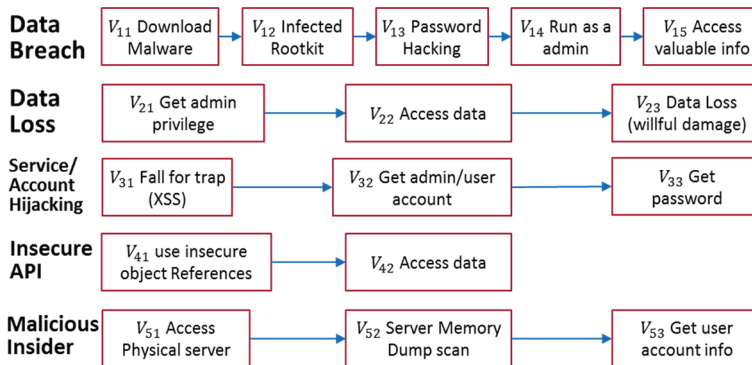 Data
Breach
V11 Download
Malware
V12 Infected
Rootkit
V13 Password
Hacking
V14 Run as a
admin
V15 Access
valuable info
Data
Loss
V21 Get admin
privilege
V22 Access data
V23 Data Loss
(willful damage)
Service/
Account
Hijacking
V31 Fall for trap
(XSS)
V32 Get admin/user
account
V33 Get
password
Insecure
API
V41 use insecure
object References
V42 Access data
Malicious
Insider
V51 Access
Physical server
V52 Server Memory
Dump scan
V53 Get user
account info